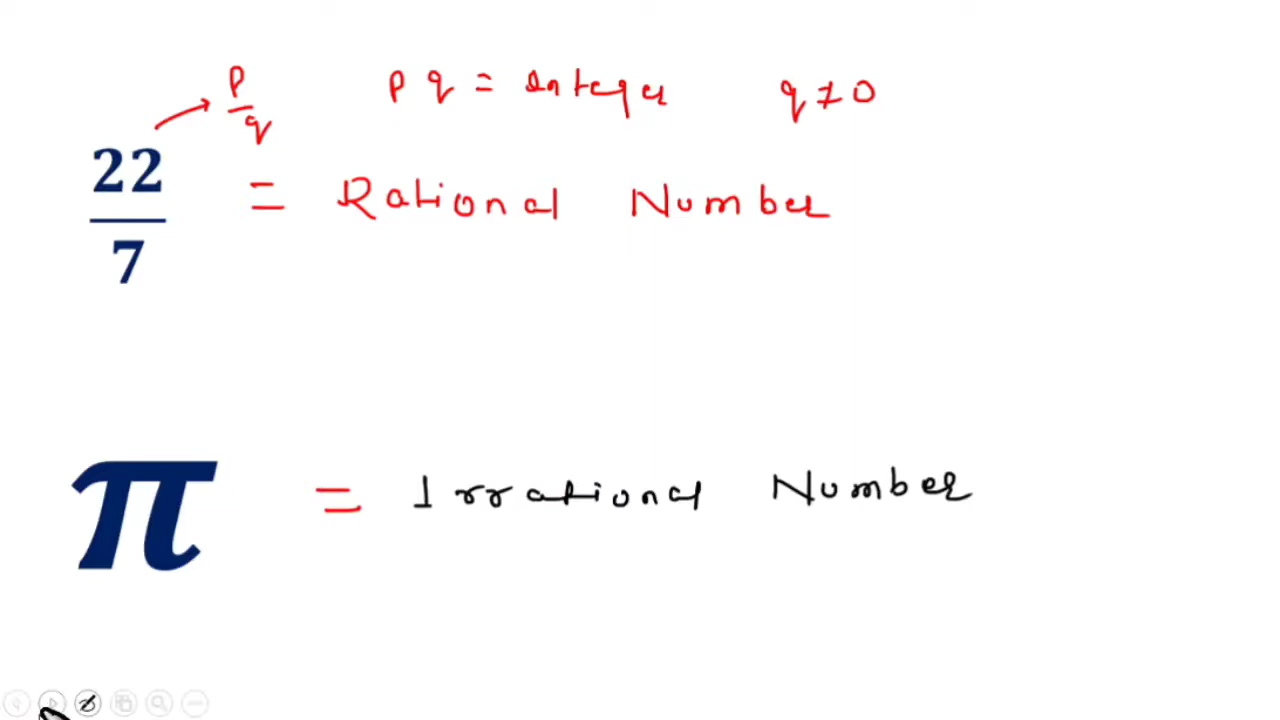 p/q p q = Integer q ≠ 0
22/7 = Rational Number
π = Irrational Number